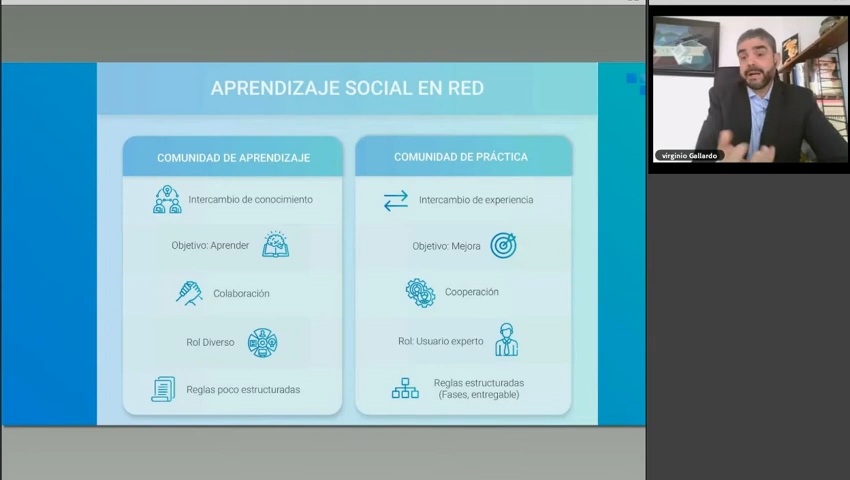 APRENDIZAJE SOCIAL EN RED
COMUNIDAD DE APRENDIZAJE
Intercambio de conocimiento
Objetivo: Aprender
Colaboración
Rol Diverso
Reglas poco estructuradas
COMUNIDAD DE PRÁCTICA
Intercambio de experiencia
Objetivo: Mejora
Cooperación
Rol: Usuario experto
Reglas estructuradas
(Fases, entregable)
virginio Gallardo